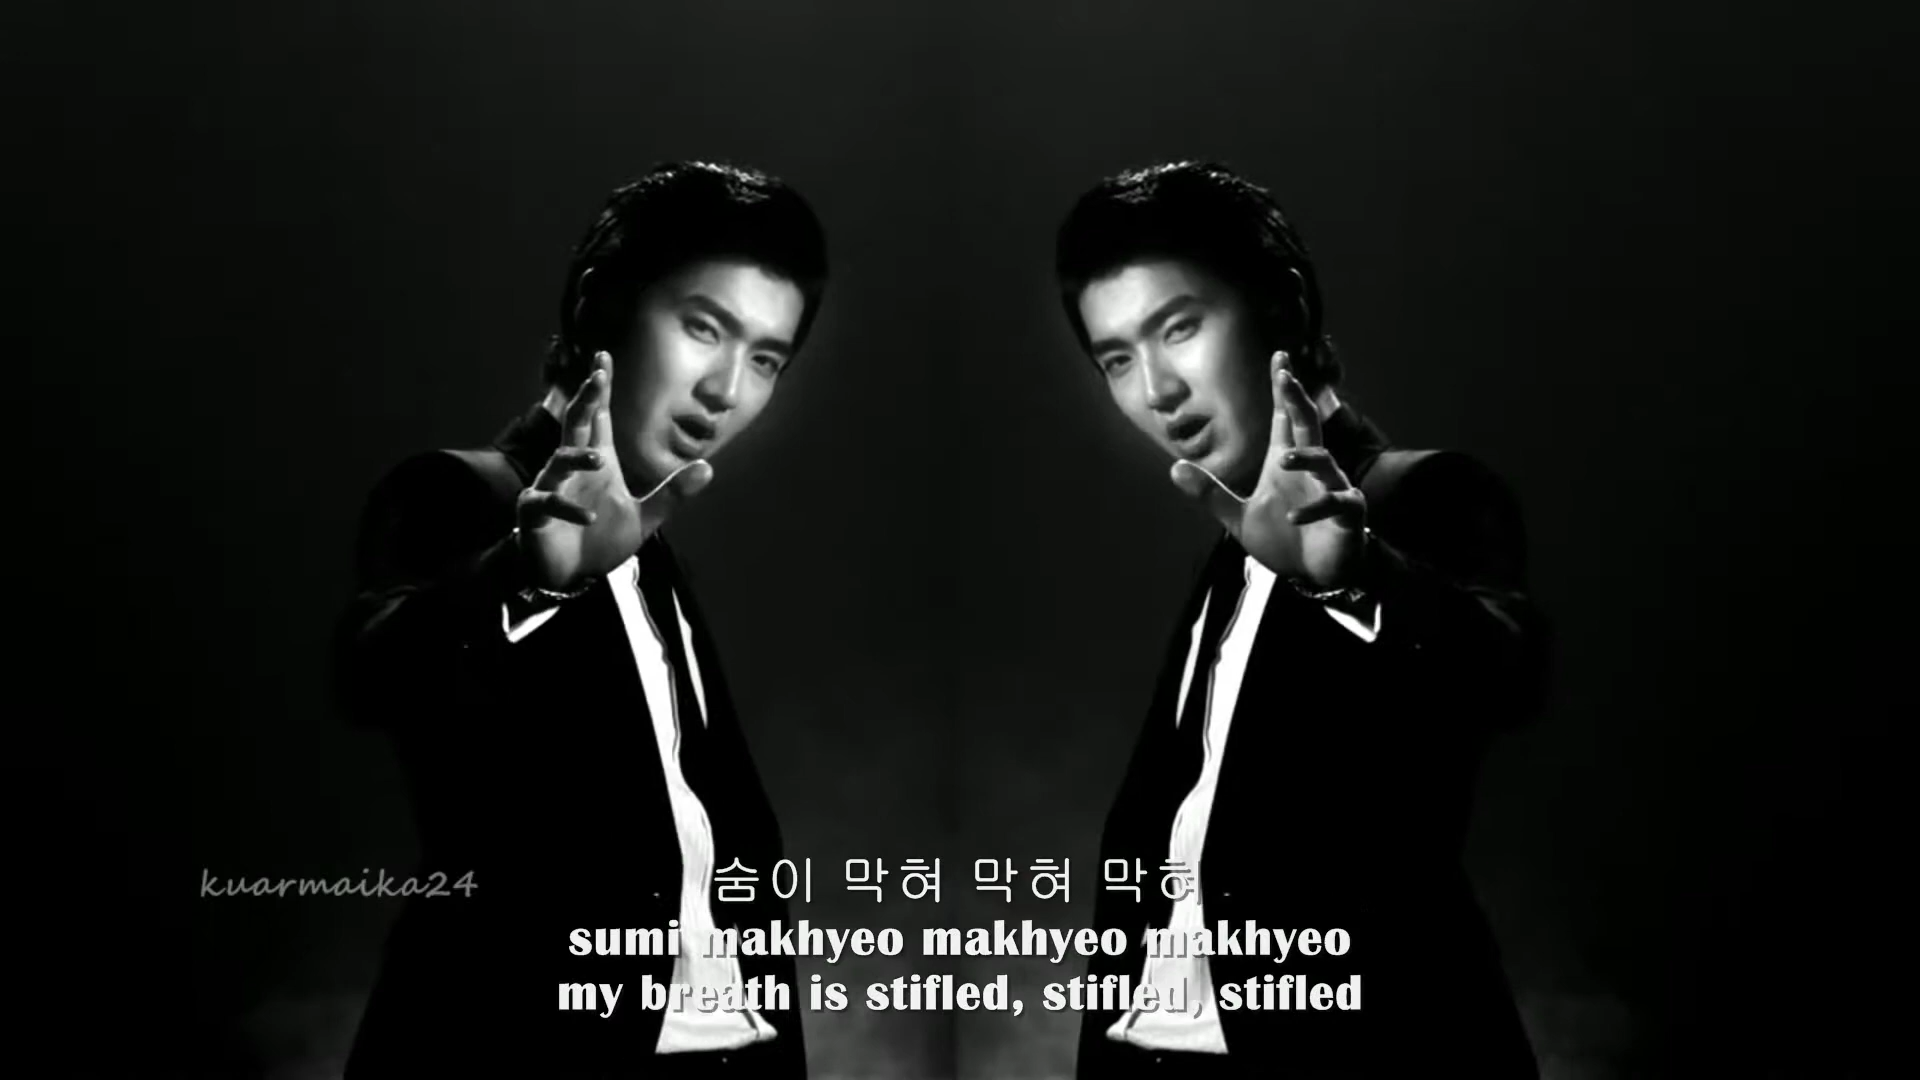 숨이 막혀 막혀 막혀
kuarmaika24
sumi makhyeo makhyeo makhyeo
my breath is stifled, stifled, stifled